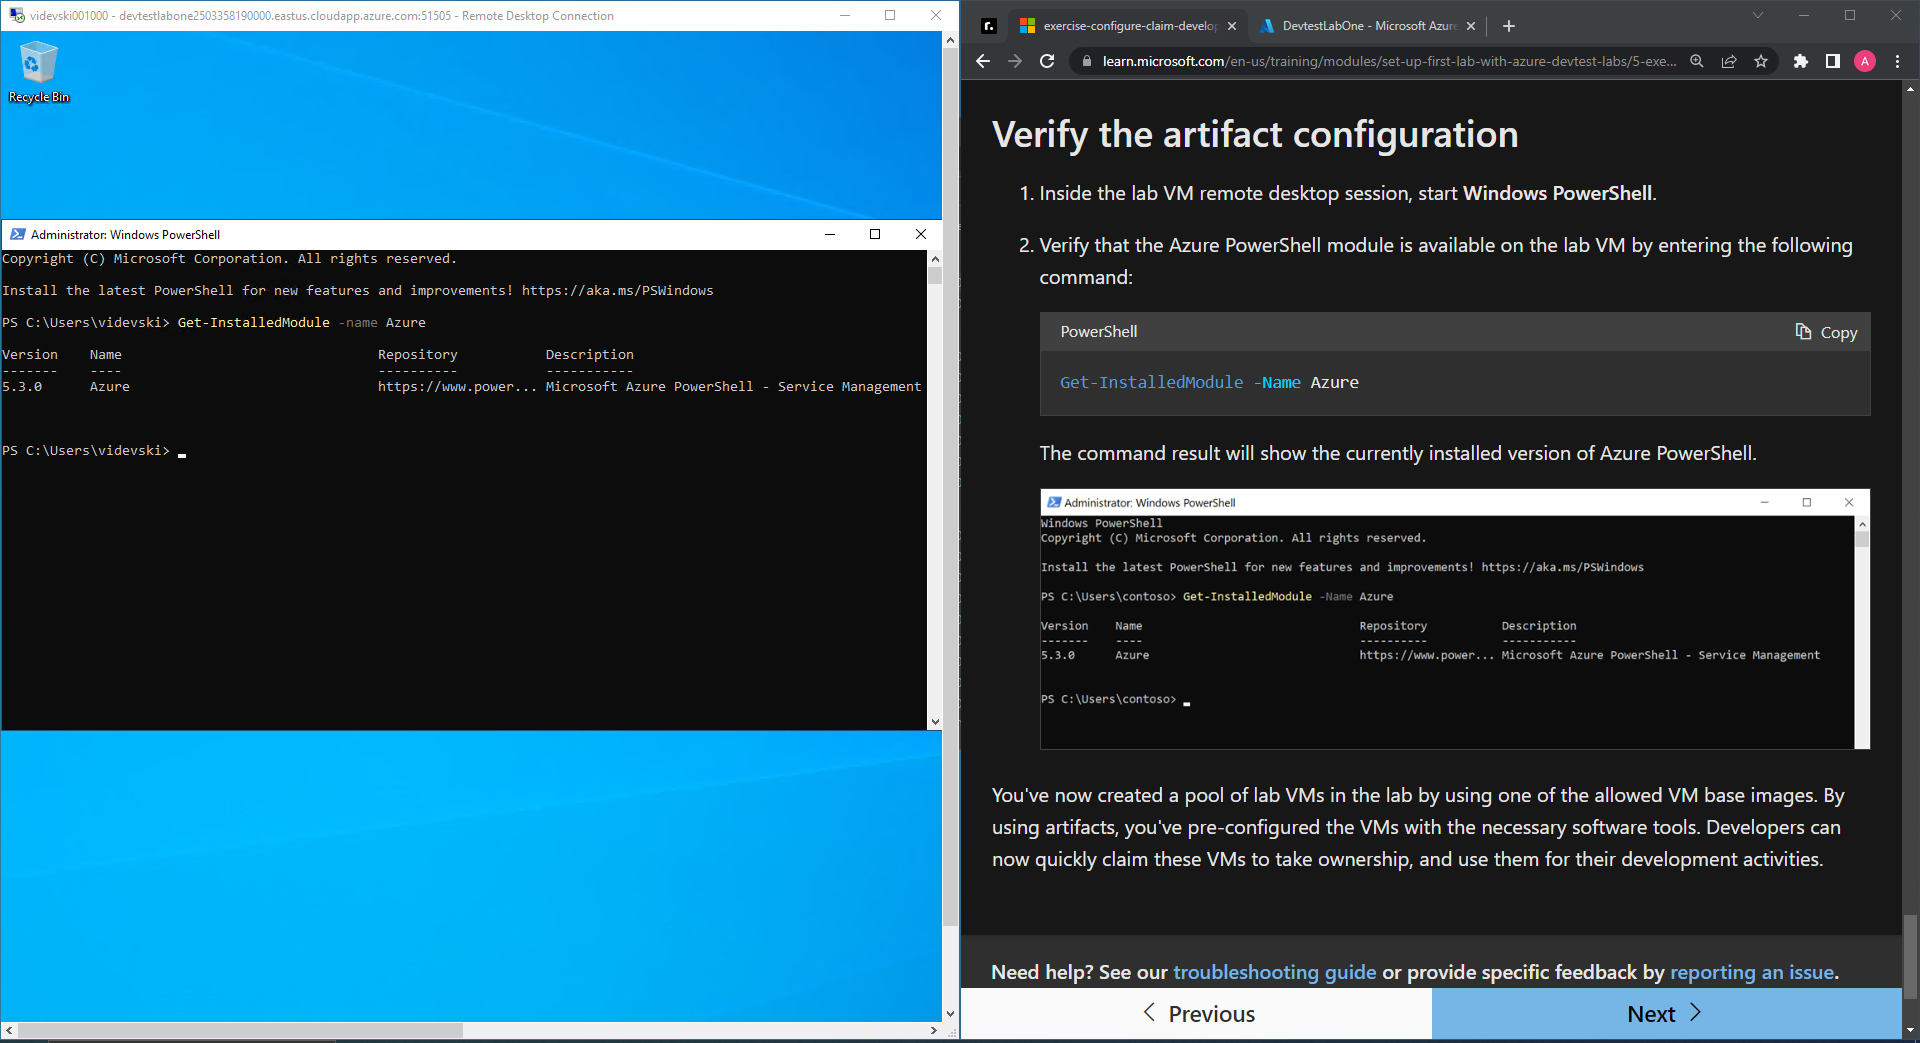 videvski001000 - devtestlabone2503358190000.eastus.cloudapp.azure.com:51505 - Remote Desktop Connection
Recycle Bin
Administrator: Windows PowerShell
Copyright (C) Microsoft Corporation. All rights reserved.
Install the latest PowerShell for new features and improvements! https://aka.ms/PSWindows
PS C:\Users\videvski> Get-InstalledModule -name Azure
Version Name Repository Description
------- ---- ---------- -----------
5.3.0 Azure https://www.power... Microsoft Azure PowerShell - Service Management
PS C:\Users\videvski>
exercise-configure-claim-develop
DevtestLabOne - Microsoft Azure
learn.microsoft.com/en-us/training/modules/set-up-first-lab-with-azure-devtest-labs/5-exe...
A
Verify the artifact configuration
1. Inside the lab VM remote desktop session, start Windows PowerShell.
2. Verify that the Azure PowerShell module is available on the lab VM by entering the following
command:
PowerShell
Copy
Get-InstalledModule -Name Azure
The command result will show the currently installed version of Azure PowerShell.
Administrator: Windows PowerShell
Windows PowerShell
Copyright (C) Microsoft Corporation. All rights reserved.
Install the latest PowerShell for new features and improvements! https://aka.ms/PSWindows
PS C:\Users\contoso> Get-InstalledModule -Name Azure
Version Name Repository Description
------- ---- ---------- -----------
5.3.0 Azure https://www.power... Microsoft Azure PowerShell - Service Management
PS C:\Users\contoso>
You've now created a pool of lab VMs in the lab by using one of the allowed VM base images. By
using artifacts, you've pre-configured the VMs with the necessary software tools. Developers can
now quickly claim these VMs to take ownership, and use them for their development activities.
Need help? See our troubleshooting guide or provide specific feedback by reporting an issue.
Previous
Next